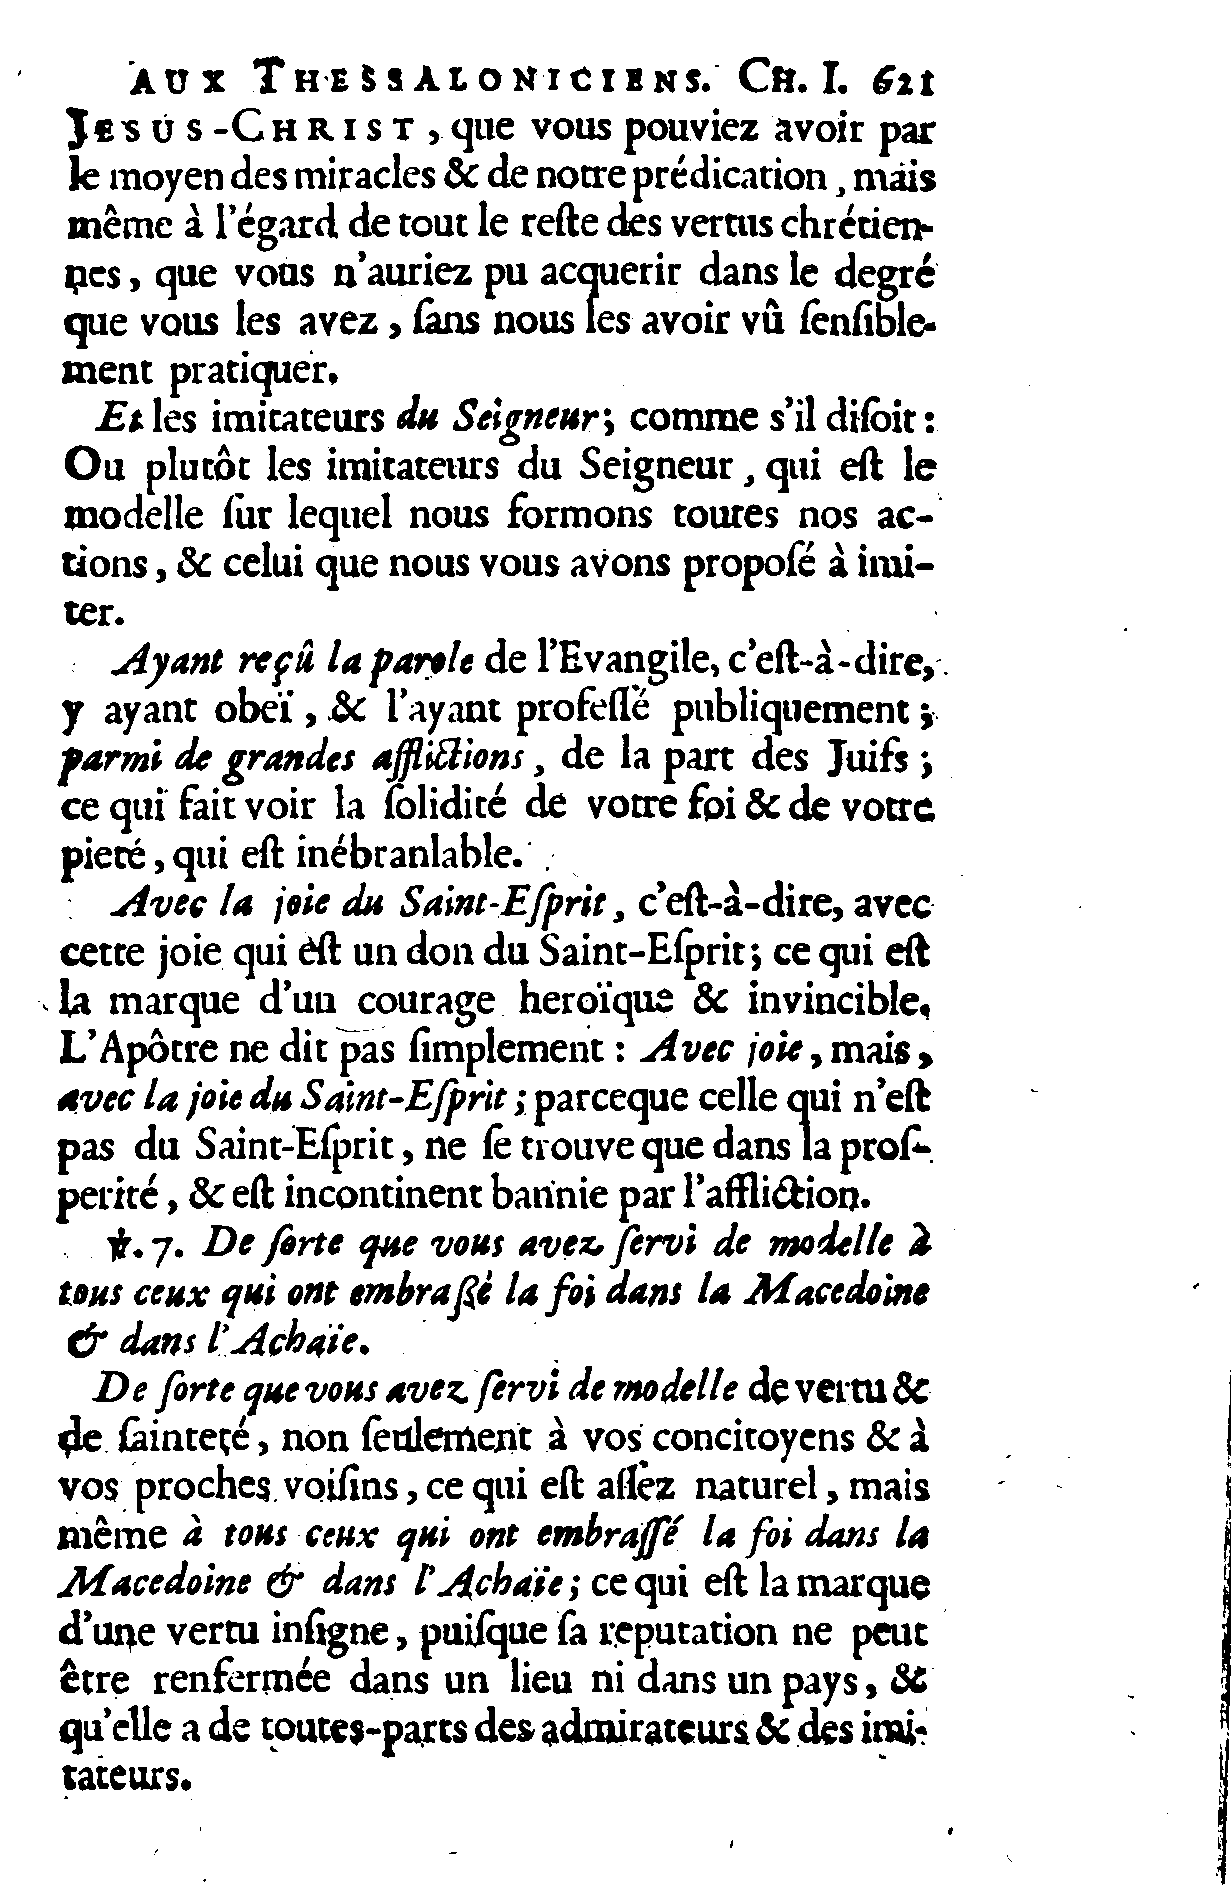 AUX THESSALONICIENS. CH. I. 621
JESUS-CHRIST, que vous pouviez avoir par
le moyen des miracles & de notre prédication, mais
même à l'égard de tout le reſte des vertus chrétien-
nes, que vous n'auriez pu acquerir dans le degré
que vous les avez, ſans nous les avoir vû ſenſible-
ment pratiquer.
Et les imitateurs du Seigneur; comme s'il diſoit:
Ou plutôt les imitateurs du Seigneur, qui eſt le
modelle ſur lequel nous formons toutes nos ac-
tions, & celui que nous vous avons propoſé à imi-
ter.
Ayant reçû la parole de l'Evangile, c'eſt-à-dire,
y ayant obeï, & l'ayant profeſſé publiquement;
parmi de grandes afflictions, de la part des Juifs;
ce qui fait voir la ſolidité de votre foi & de votre
pieté, qui eſt inébranlable.
Avec la joie du Saint-Eſprit, c'eſt-à-dire, avec
cette joie qui eſt un don du Saint-Eſprit; ce qui eſt
la marque d'un courage heroïque & invincible.
L'Apôtre ne dit pas ſimplement: Avec joie, mais,
avec la joie du Saint-Eſprit; parceque celle qui n'eſt
pas du Saint-Eſprit, ne ſe trouve que dans la proſ-
perité, & eſt incontinent bannie par l'affliction.
℣. 7. De ſorte que vous avez ſervi de modelle à
tous ceux qui ont embraßé la foi dans la Macedoine
& dans l'Achaïe.
De ſorte que vous avez ſervi de modelle de vertu &
de ſainteté, non ſeulement à vos concitoyens & à
vos proches voiſins, ce qui eſt aſſez naturel, mais
même à tous ceux qui ont embraſſé la foi dans la
Macedoine & dans l'Achaïe; ce qui eſt la marque
d'une vertu inſigne, puiſque ſa reputation ne peut
être renfermée dans un lieu ni dans un pays, &
qu'elle a de toutes-parts des admirateurs & des imi-
tateurs.